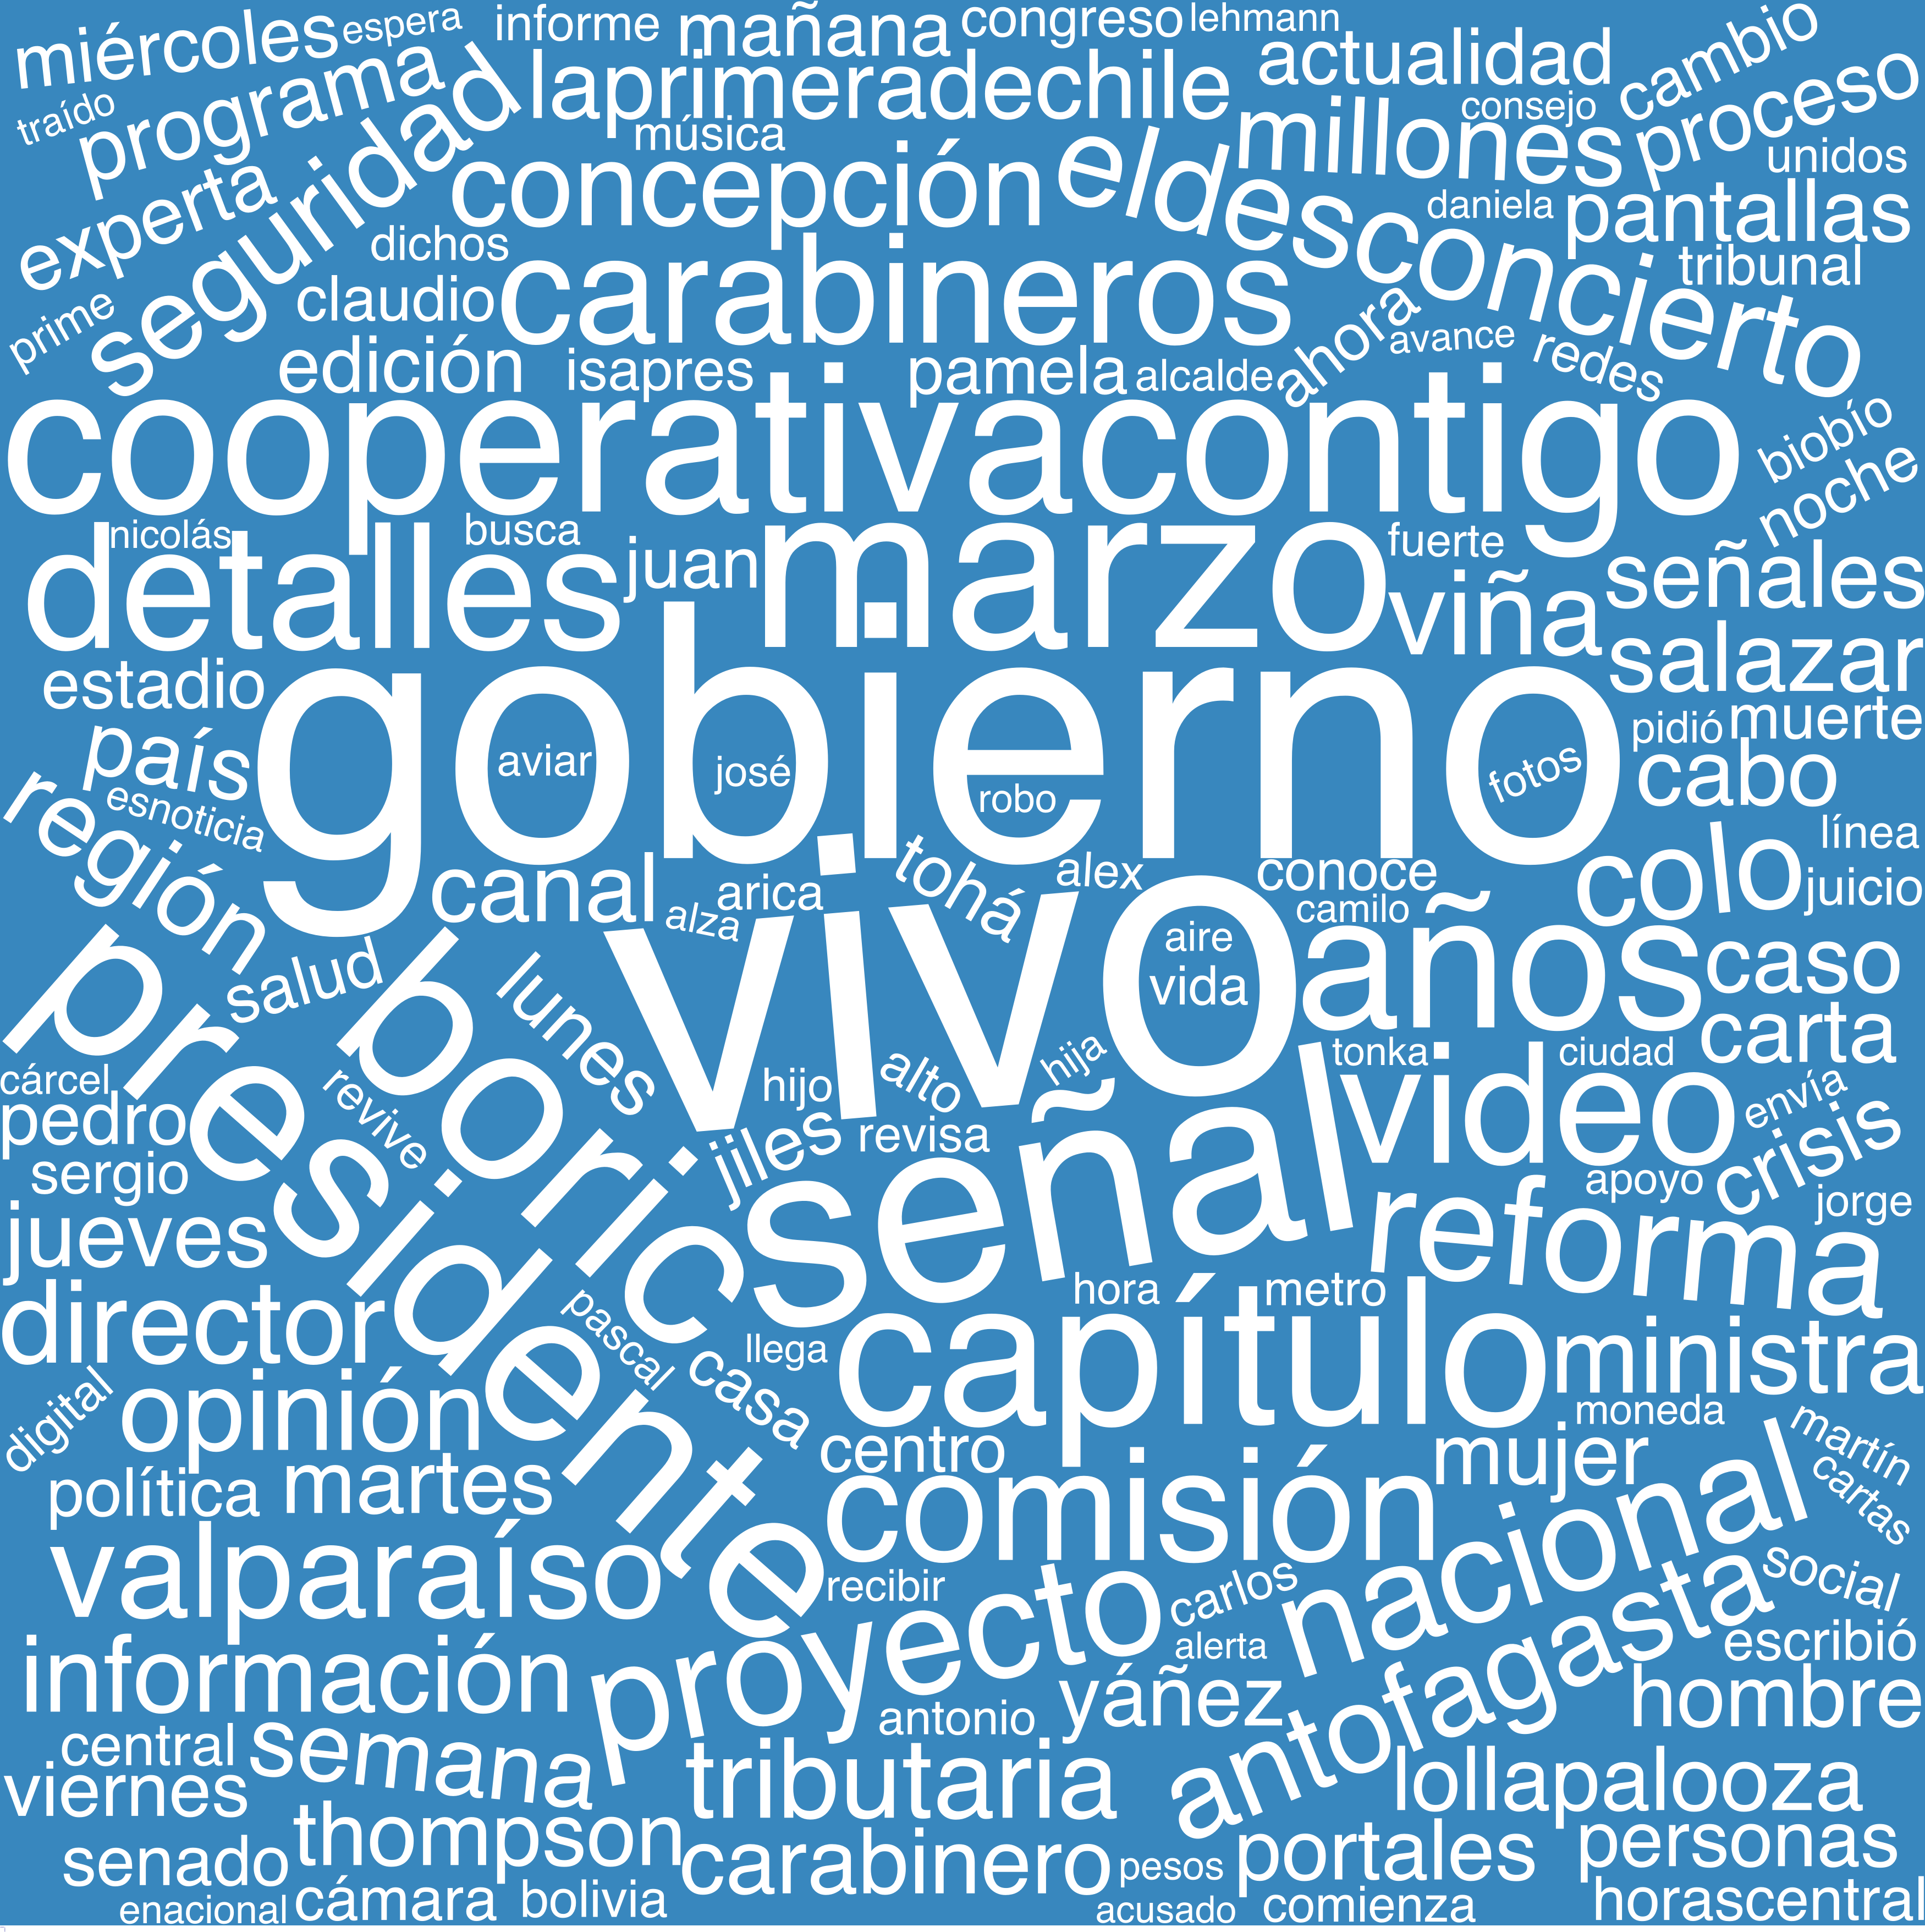 miércoles
espera
informe
mañana
congreso
lehmann
actualidad
cambio
traído
programa
seguridad
laprimeradechile
consejo
millones
proceso
música
unidos
experta
concepción
eldesconcierto
daniela
pantallas
dichos
tribunal
prime
claudio
carabineros
ahora
avance
redes
edición
isapres
pamela
alcalde
cooperativacontigo
biobío
noche
nicolás
busca
detalles
juan
marzo
fuerte
viña
señales
estadio
salazar
gobierno
país
aviar
josé
robo
fotos
pidió
muerte
cabo
esnoticia
región
línea
canal
arica
alza
tohá
alex
conoce
camilo
colo
juicio
vivo
aire
vida
años
caso
salud
lunes
presidente
boric
carta
cárcel
revive
hijo
alto
hija
tonka
ciudad
video
envía
pedro
sergio
jiles
revisa
señal
apoyo
crisis
jorge
jueves
reforma
director
pascal
hora
metro
llega
casa
capítulo
ministra
digital
opinión
moneda
martín
cartas
política
martes
centro
comisión
mujer
nacional
valparaíso
recibir
proyecto
carlos
alerta
antofagasta
social
escribió
información
antonio
yáñez
hombre
central
semana
viernes
tributaria
lollapalooza
senado
thompson
carabinero
pesos
portales
personas
enacional
cámara
bolivia
acusado
comienza
horascentral